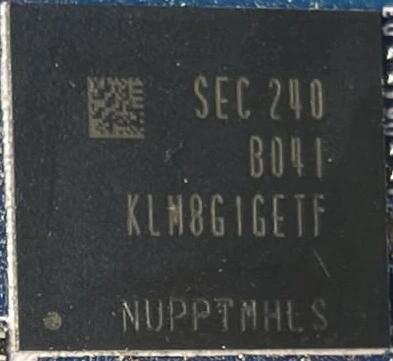 SEC 240
B041
KLM8G1GETF
\
NUPPTMHLS